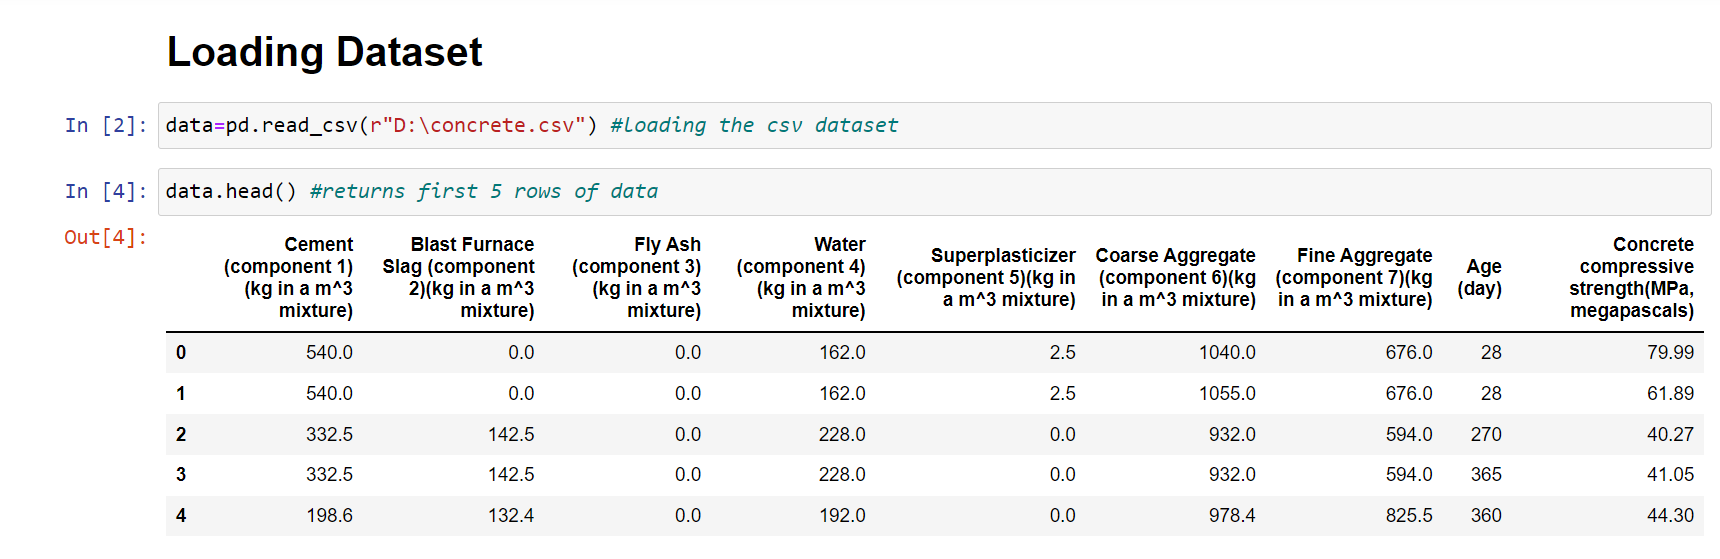 Loading Dataset
In [2]: data=pd.read_csv(r"D:\concrete.csv") #loading the csv dataset
In [4]: data.head() #returns first 5 rows of data
Out[4]:
Cement (component 1)(kg in a m^3 mixture) Blast Furnace Slag (component 2)(kg in a m^3 mixture) Fly Ash (component 3)(kg in a m^3 mixture) Water (component 4)(kg in a m^3 mixture) Superplasticizer (component 5)(kg in a m^3 mixture) Coarse Aggregate (component 6)(kg in a m^3 mixture) Fine Aggregate (component 7)(kg in a m^3 mixture) Age (day) Concrete compressive strength(MPa, megapascals)
0 540.0 0.0 0.0 162.0 2.5 1040.0 676.0 28 79.99
1 540.0 0.0 0.0 162.0 2.5 1055.0 676.0 28 61.89
2 332.5 142.5 0.0 228.0 0.0 932.0 594.0 270 40.27
3 332.5 142.5 0.0 228.0 0.0 932.0 594.0 365 41.05
4 198.6 132.4 0.0 192.0 0.0 978.4 825.5 360 44.30